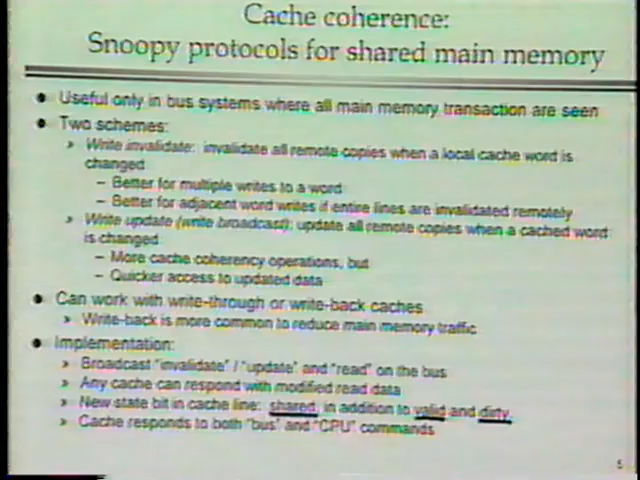 Cache coherence:
Snoopy protocols for shared main memory
● Useful only in bus systems where all main memory transaction are seen
● Two schemes:
» Write invalidate: invalidate all remote copies when a local cache word is
changed
– Better for multiple writes to a word
– Better for adjacent word writes if entire lines are invalidated remotely
» Write update (write broadcast): update all remote copies when a cached word
is changed
– More cache coherency operations, but
– Quicker access to updated data
● Can work with write-through or write-back caches
» Write-back is more common to reduce main memory traffic
● Implementation:
» Broadcast "invalidate" / "update" and "read" on the bus
» Any cache can respond with modified read data
» New state bit in cache line: shared, in addition to valid and dirty.
» Cache responds to both "bus" and "CPU" commands
5